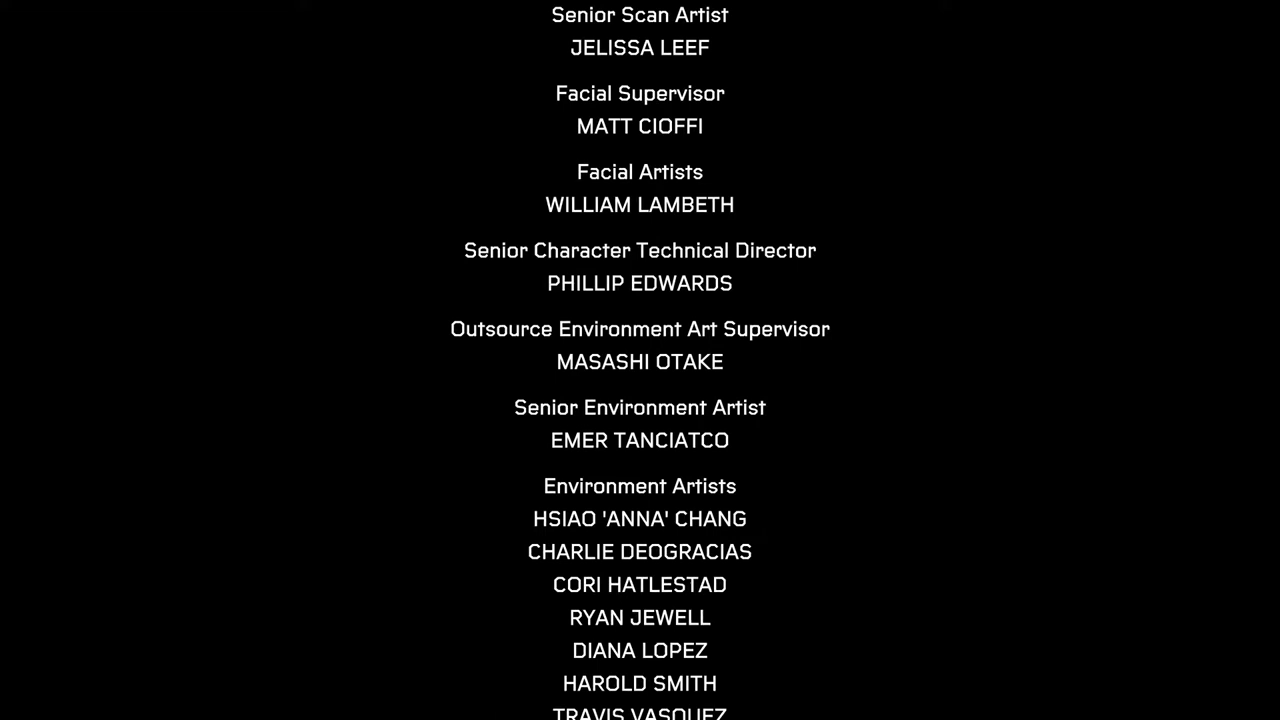 Senior Scan Artist
JELISSA LEEF
Facial Supervisor
MATT CIOFFI
Facial Artists
WILLIAM LAMBETH
Senior Character Technical Director
PHILLIP EDWARDS
Outsource Environment Art Supervisor
MASASHI OTAKE
Senior Environment Artist
EMER TANCIATCO
Environment Artists
HSIAO 'ANNA' CHANG
CHARLIE DEOGRACIAS
CORI HATLESTAD
RYAN JEWELL
DIANA LOPEZ
HAROLD SMITH
TRAVIS VASQUEZ